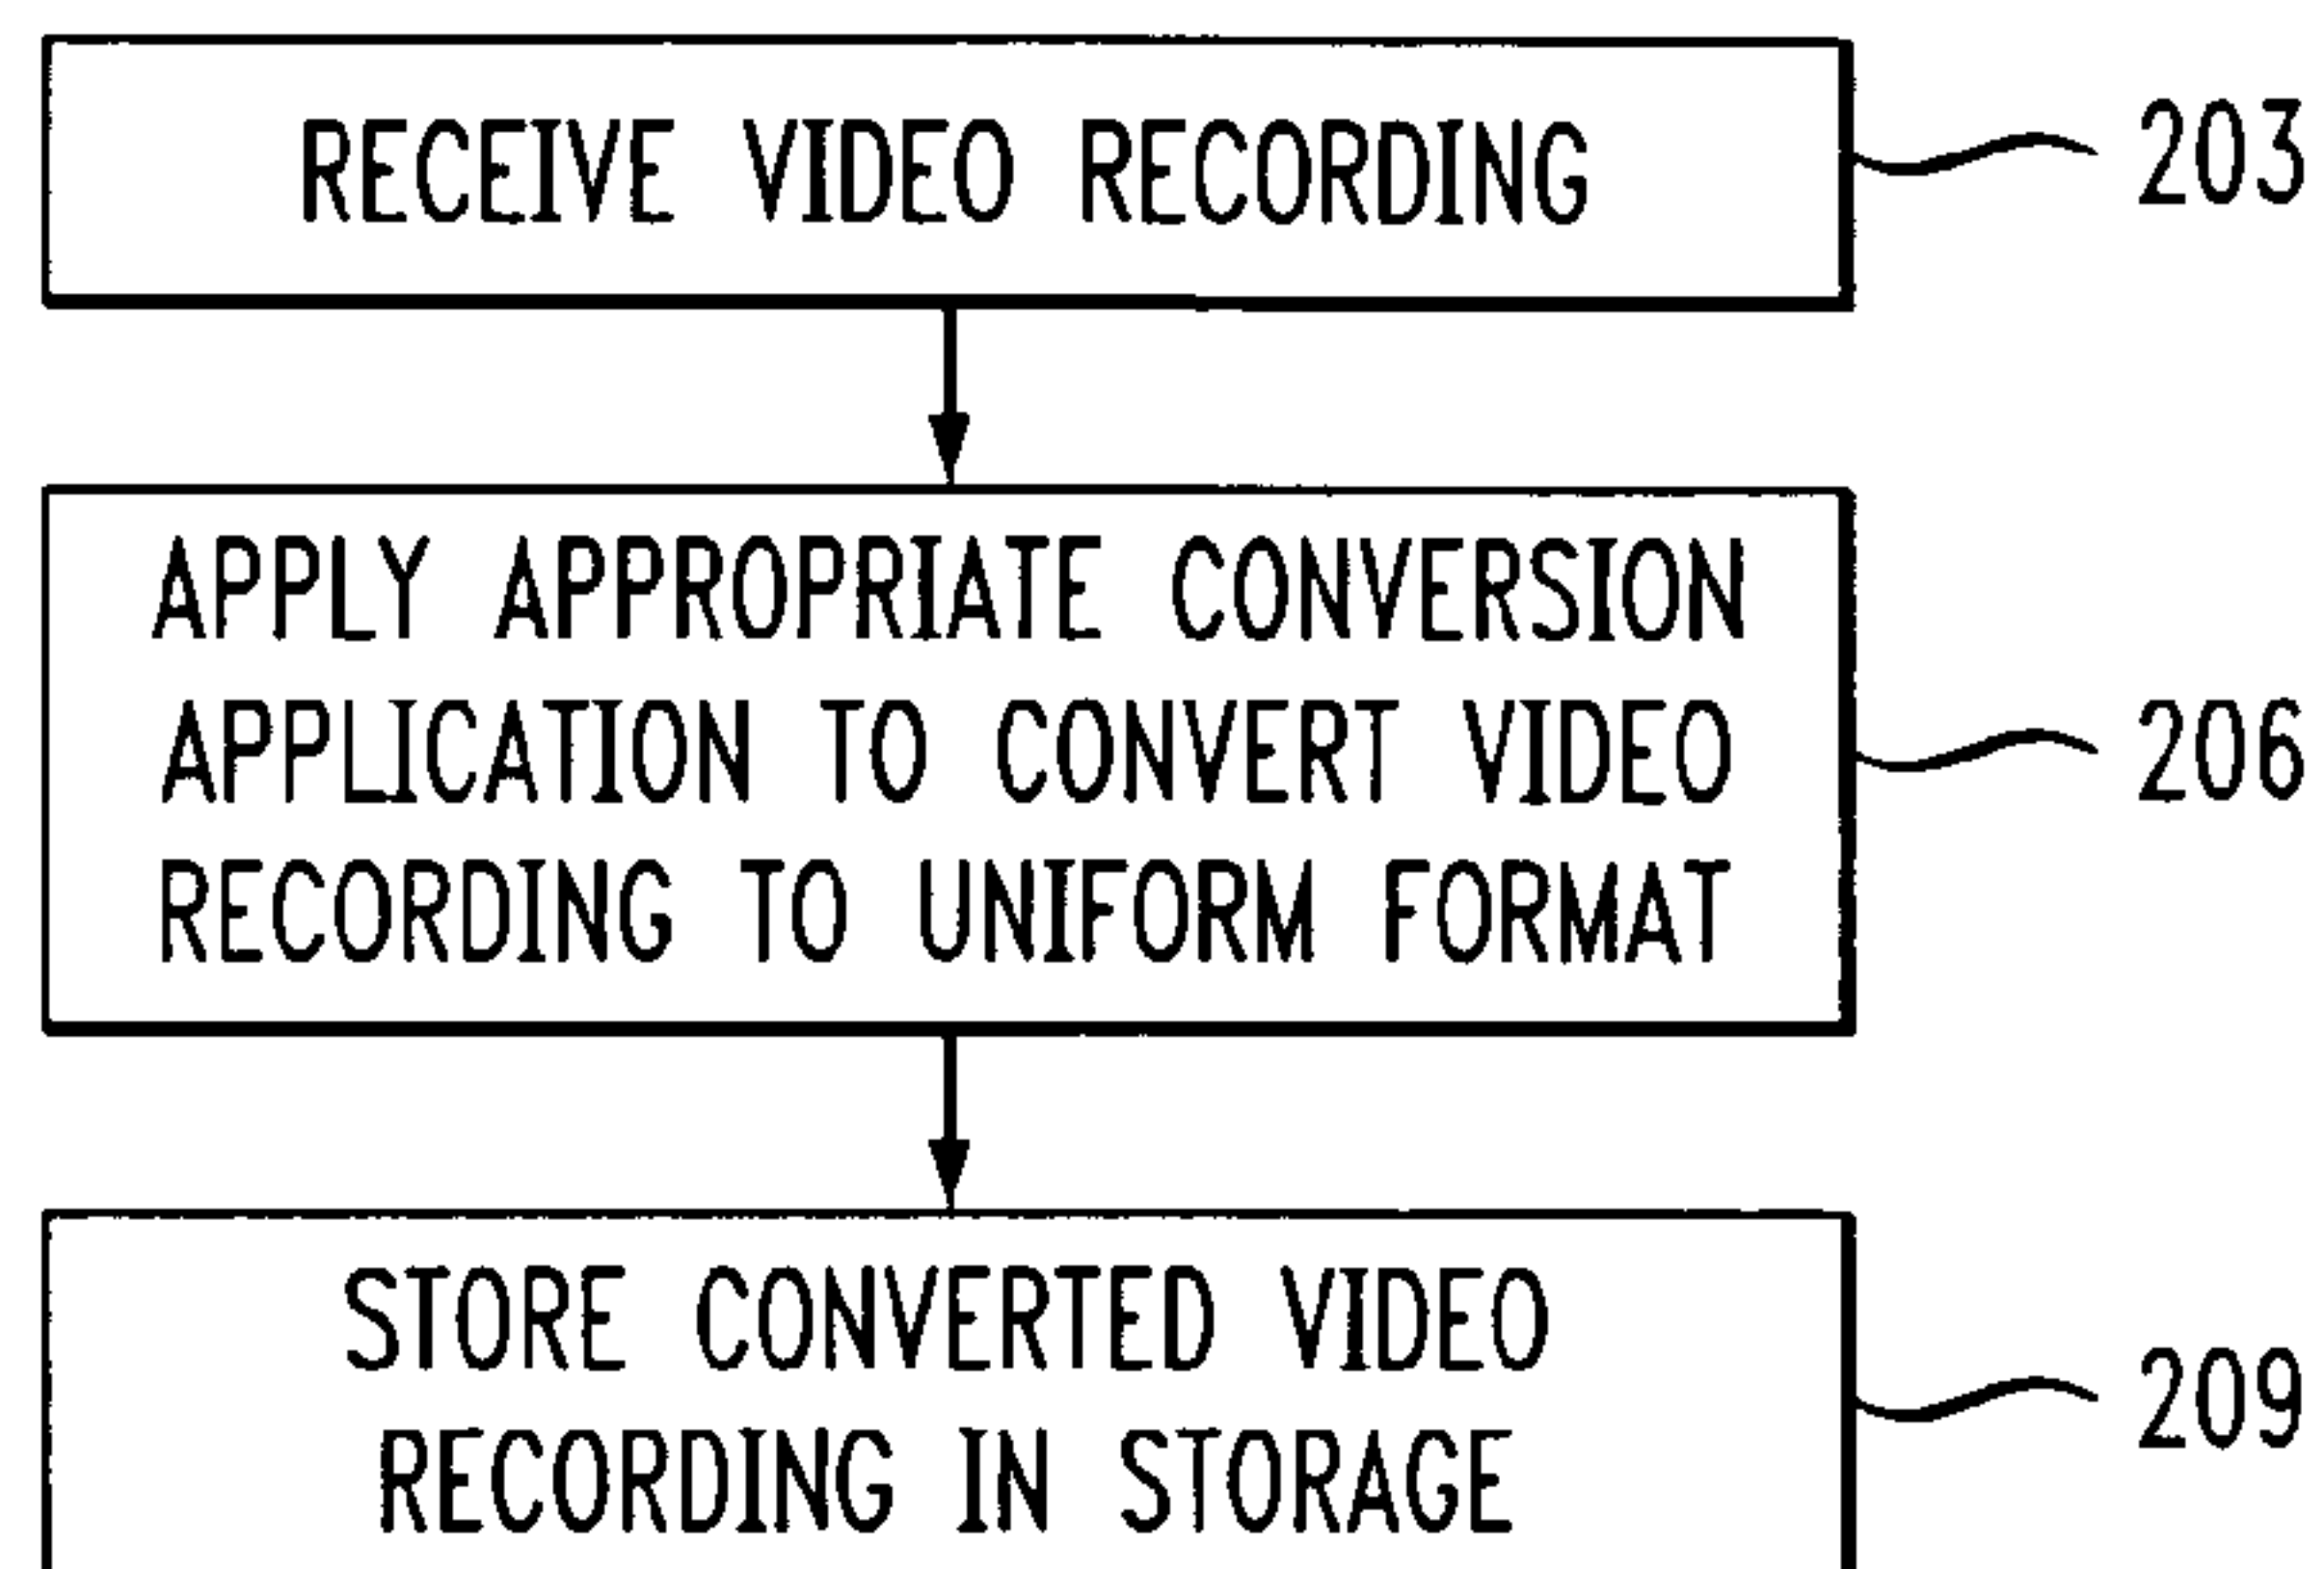 RECEIVE VIDEO RECORDING
203
APPLY APPROPRIATE CONVERSION
APPLICATION TO CONVERT VIDEO
206
RECORDING TO UNIFORM FORMAT
STORE CONVERTED VIDEO
209
RECORDING IN STORAGE